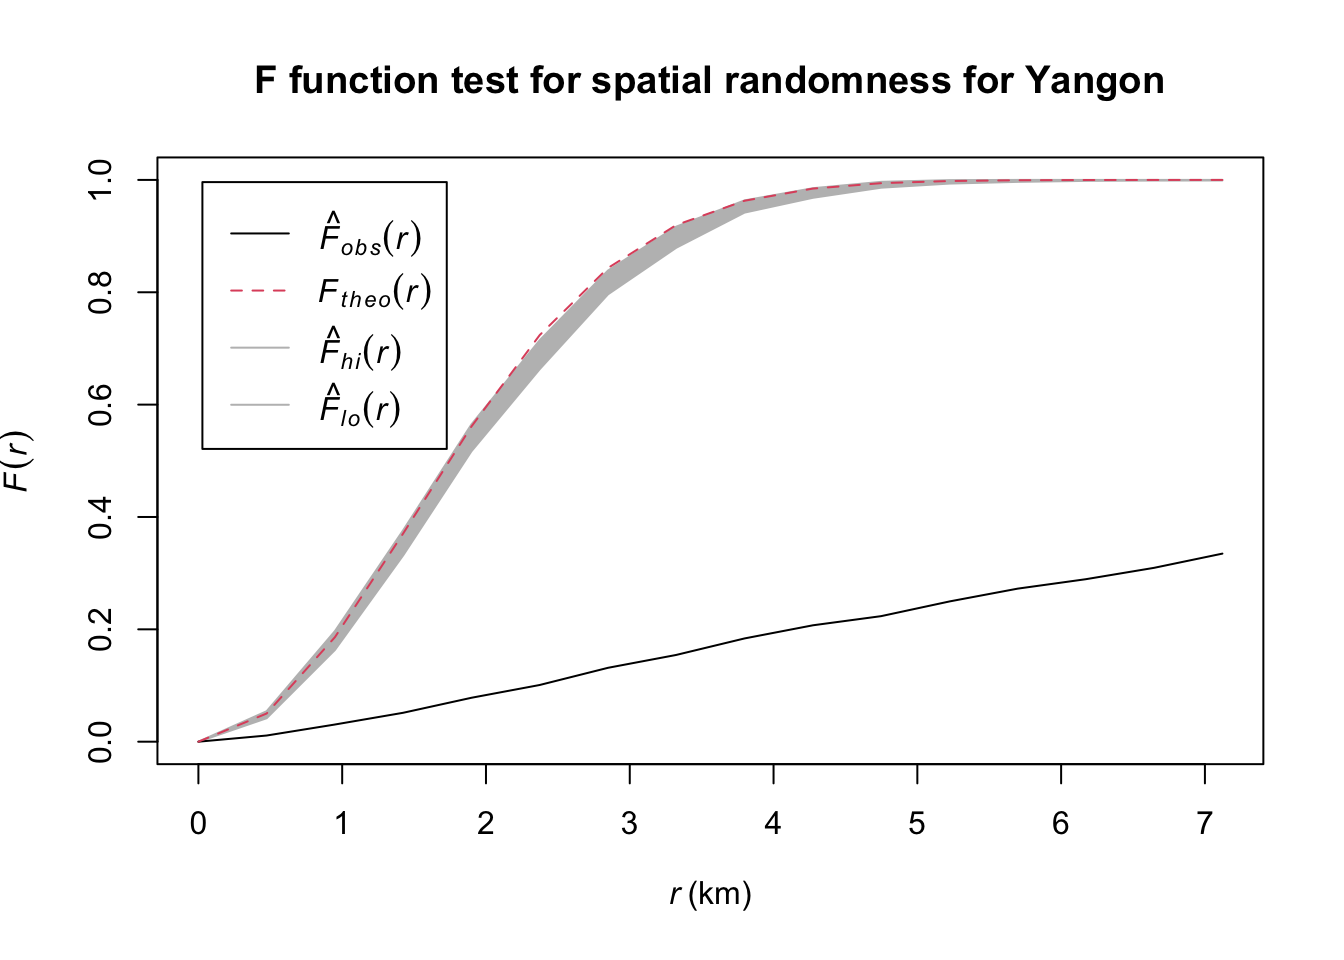 F function test for spatial randomness for Yangon
F̂obs(r)
Ftheo(r)
F̂hi(r)
F̂lo(r)
F(r)
1.0
0.8
0.6
0.4
0.2
0.0
0 1 2 3 4 5 6 7
r (km)